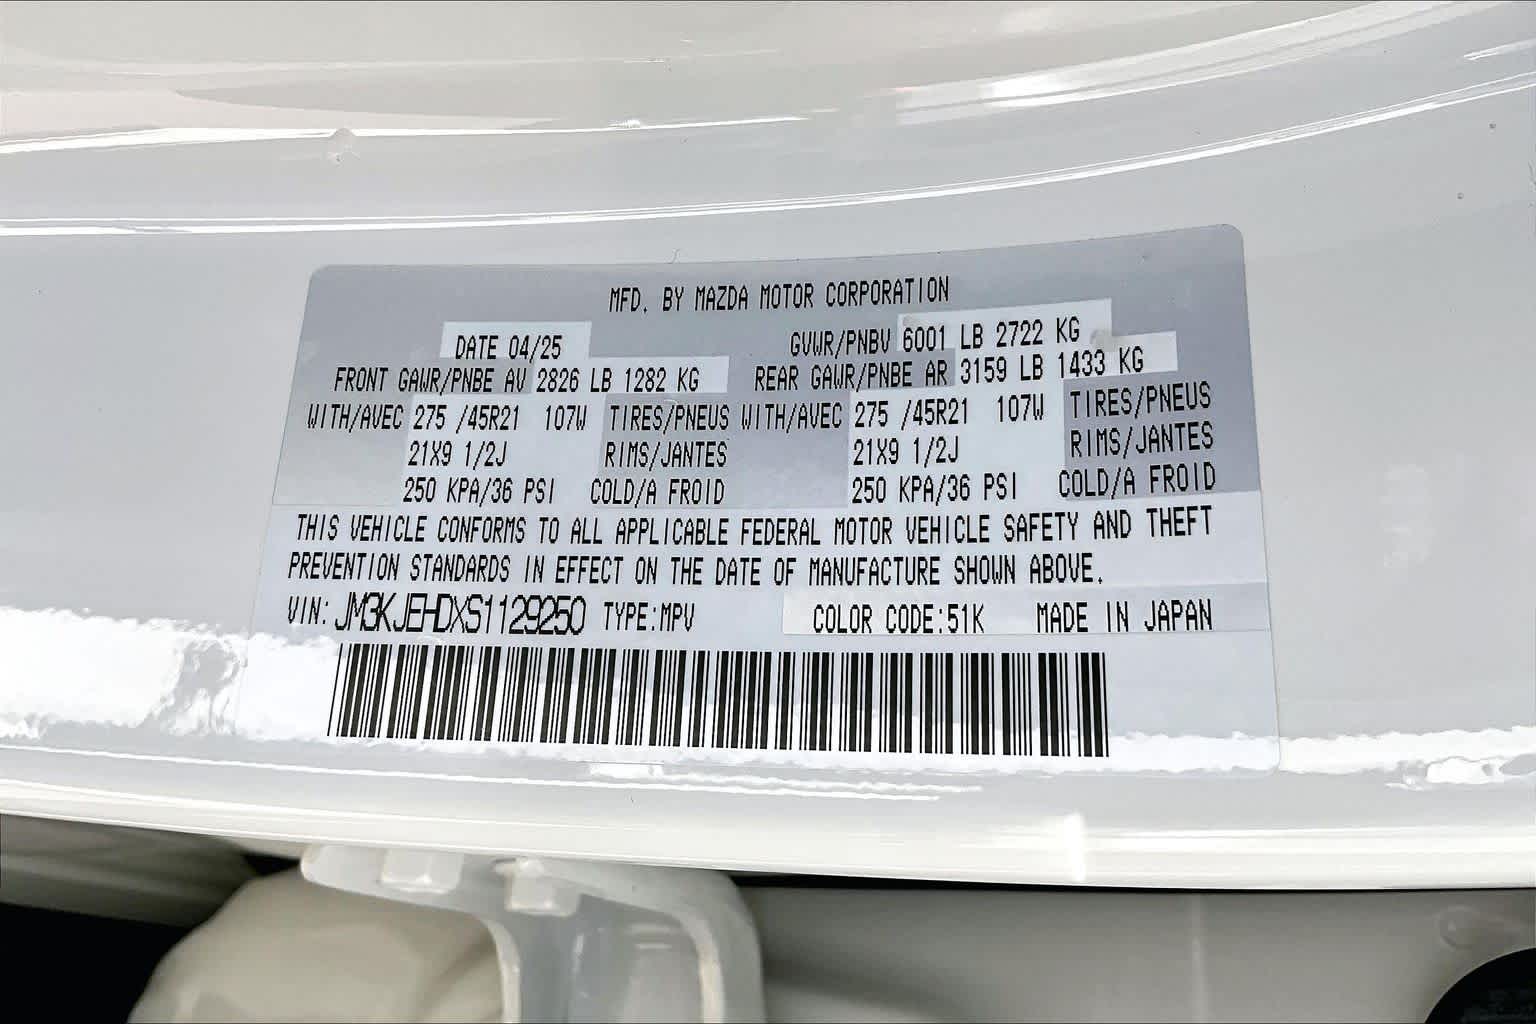 MFD. BY MAZDA MOTOR CORPORATION
DATE 04/25 GVWR/PNBV 6001 LB 2722 KG
FRONT GAWR/PNBE AV 2826 LB 1282 KG REAR GAWR/PNBE AR 3159 LB 1433 KG
WITH/AVEC 275 /45R21 107W TIRES/PNEUS WITH/AVEC 275 /45R21 107W TIRES/PNEUS
21X9 1/2J RIMS/JANTES 21X9 1/2J RIMS/JANTES
250 KPA/36 PSI COLD/A FROID 250 KPA/36 PSI COLD/A FROID
THIS VEHICLE CONFORMS TO ALL APPLICABLE FEDERAL MOTOR VEHICLE SAFETY AND THEFT
PREVENTION STANDARDS IN EFFECT ON THE DATE OF MANUFACTURE SHOWN ABOVE.
VIN: JM3KJEHDXS1129250 TYPE:MPV COLOR CODE:51K MADE IN JAPAN